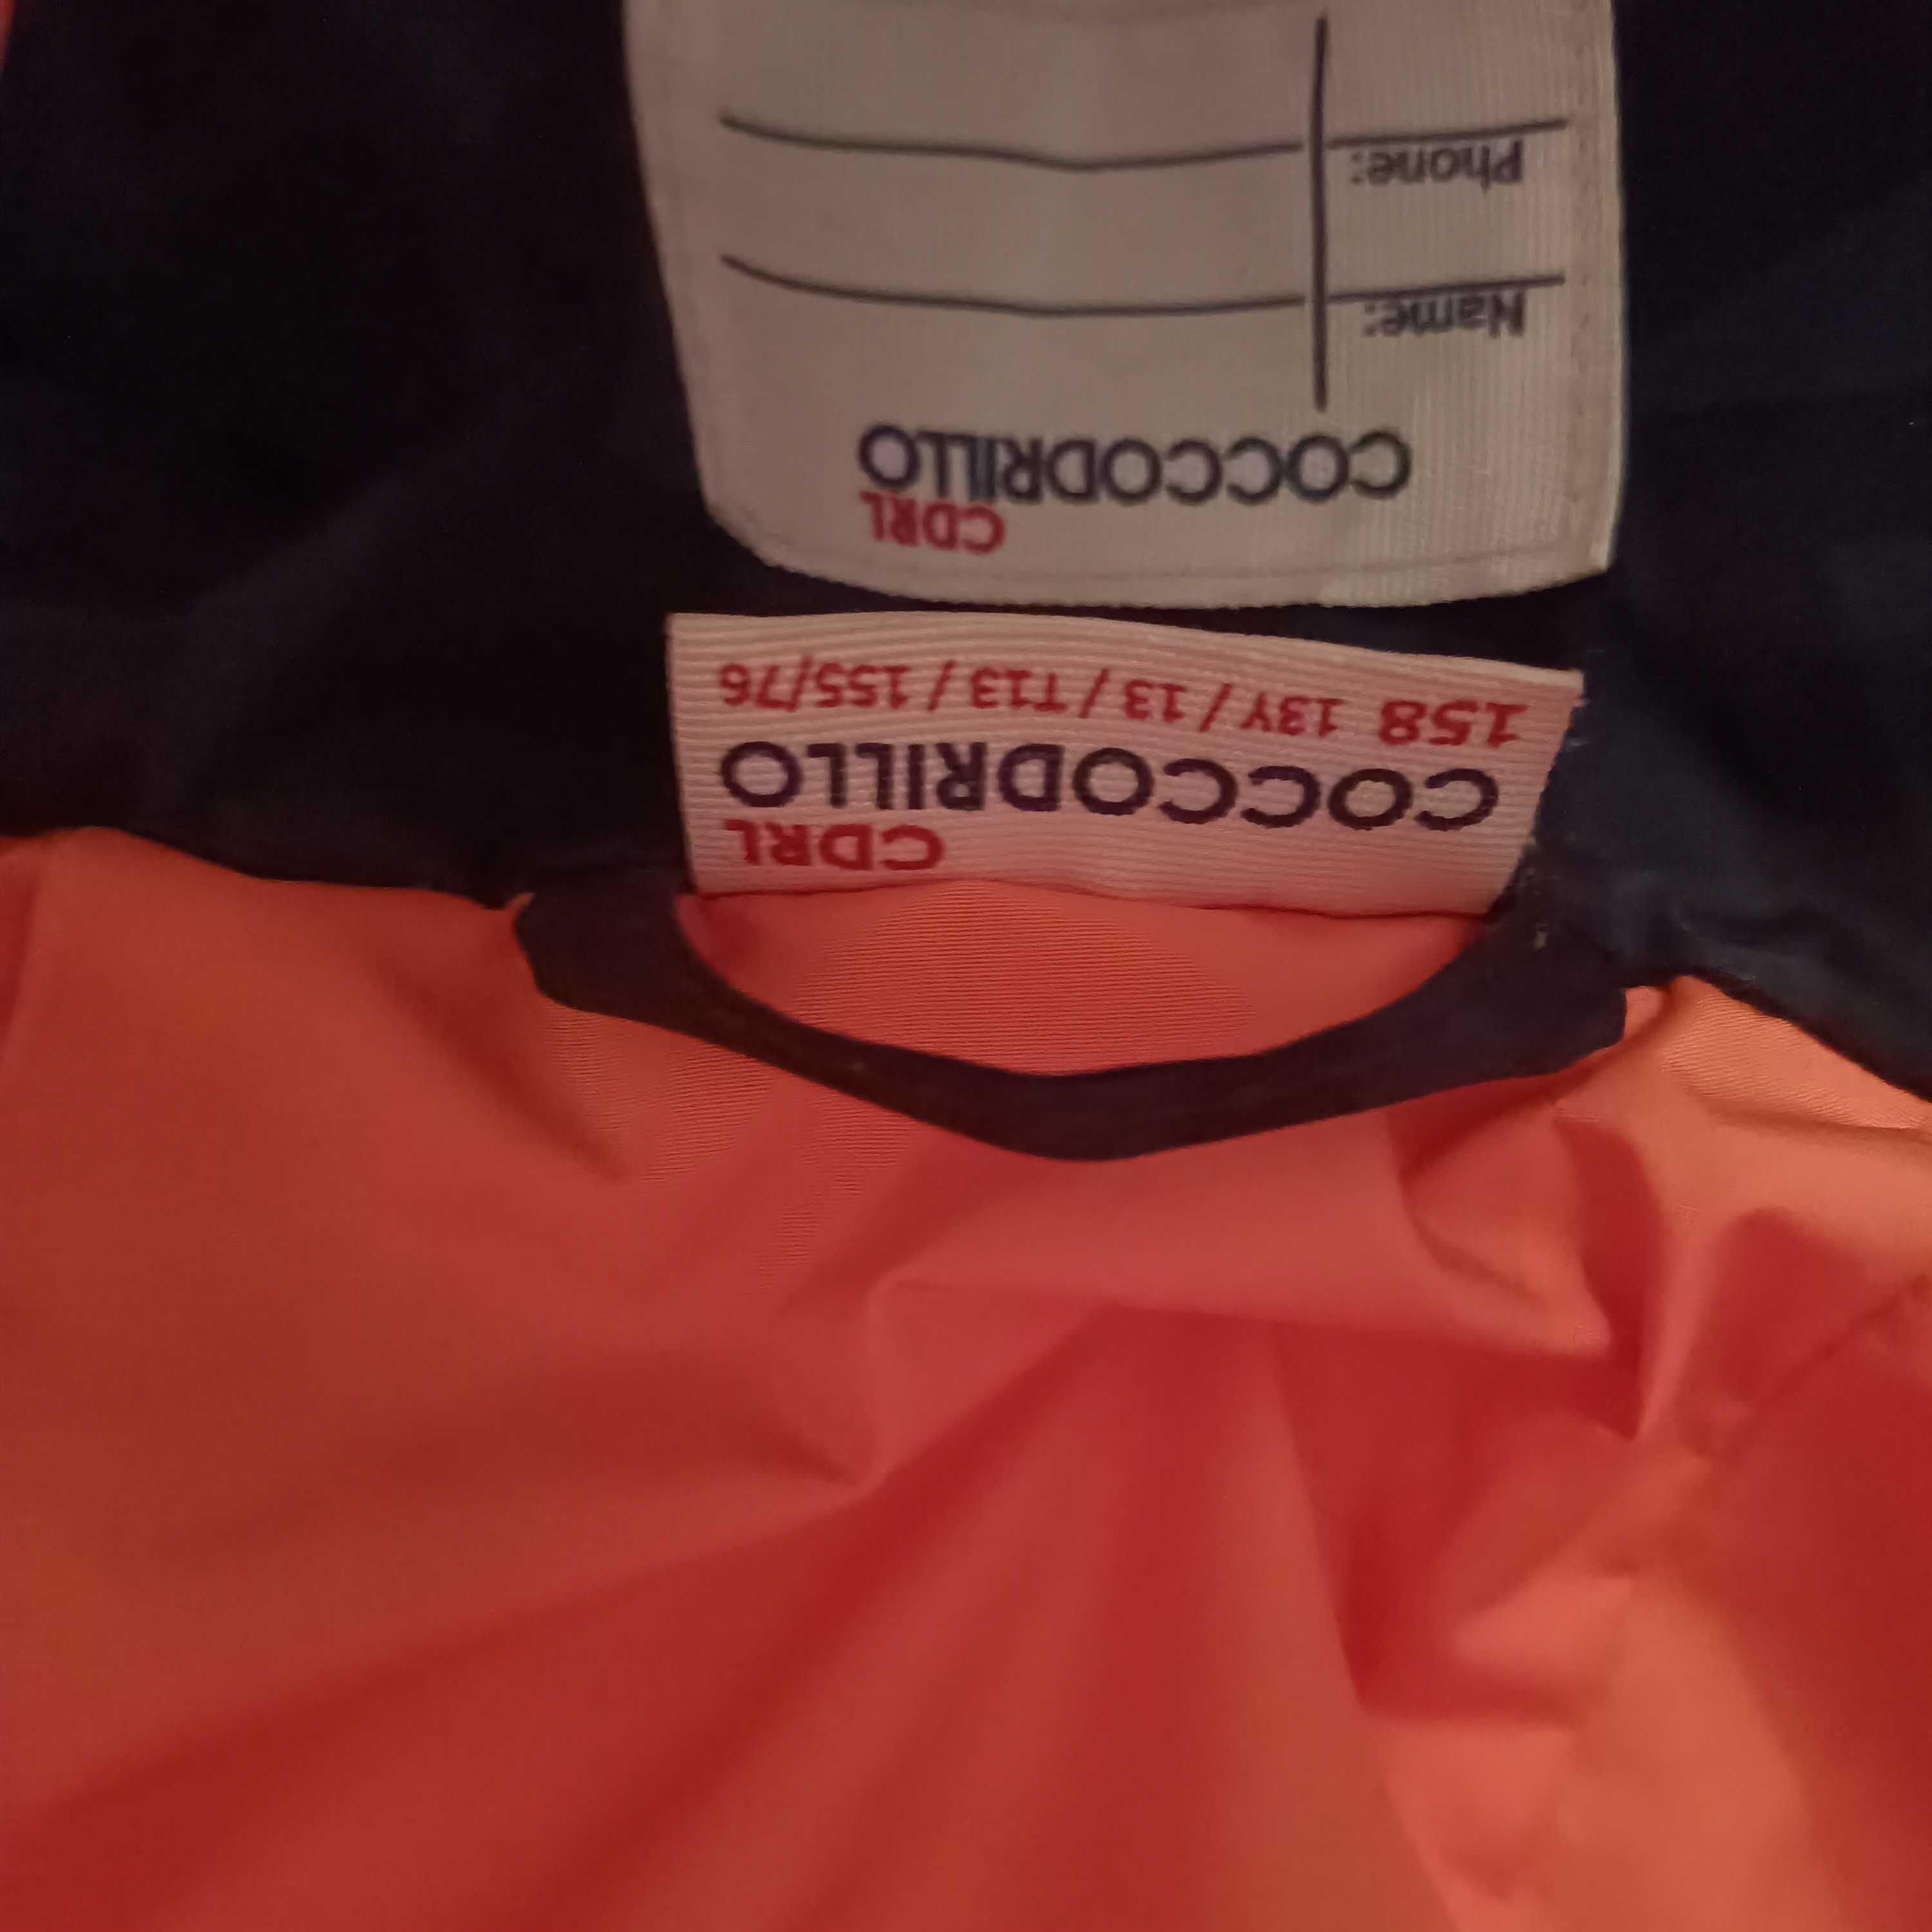 CDRL
COCCODRILLO
158 13Y / 13 / T13 / 155/76
CDRL
COCCODRILLO
Name:
Phone: